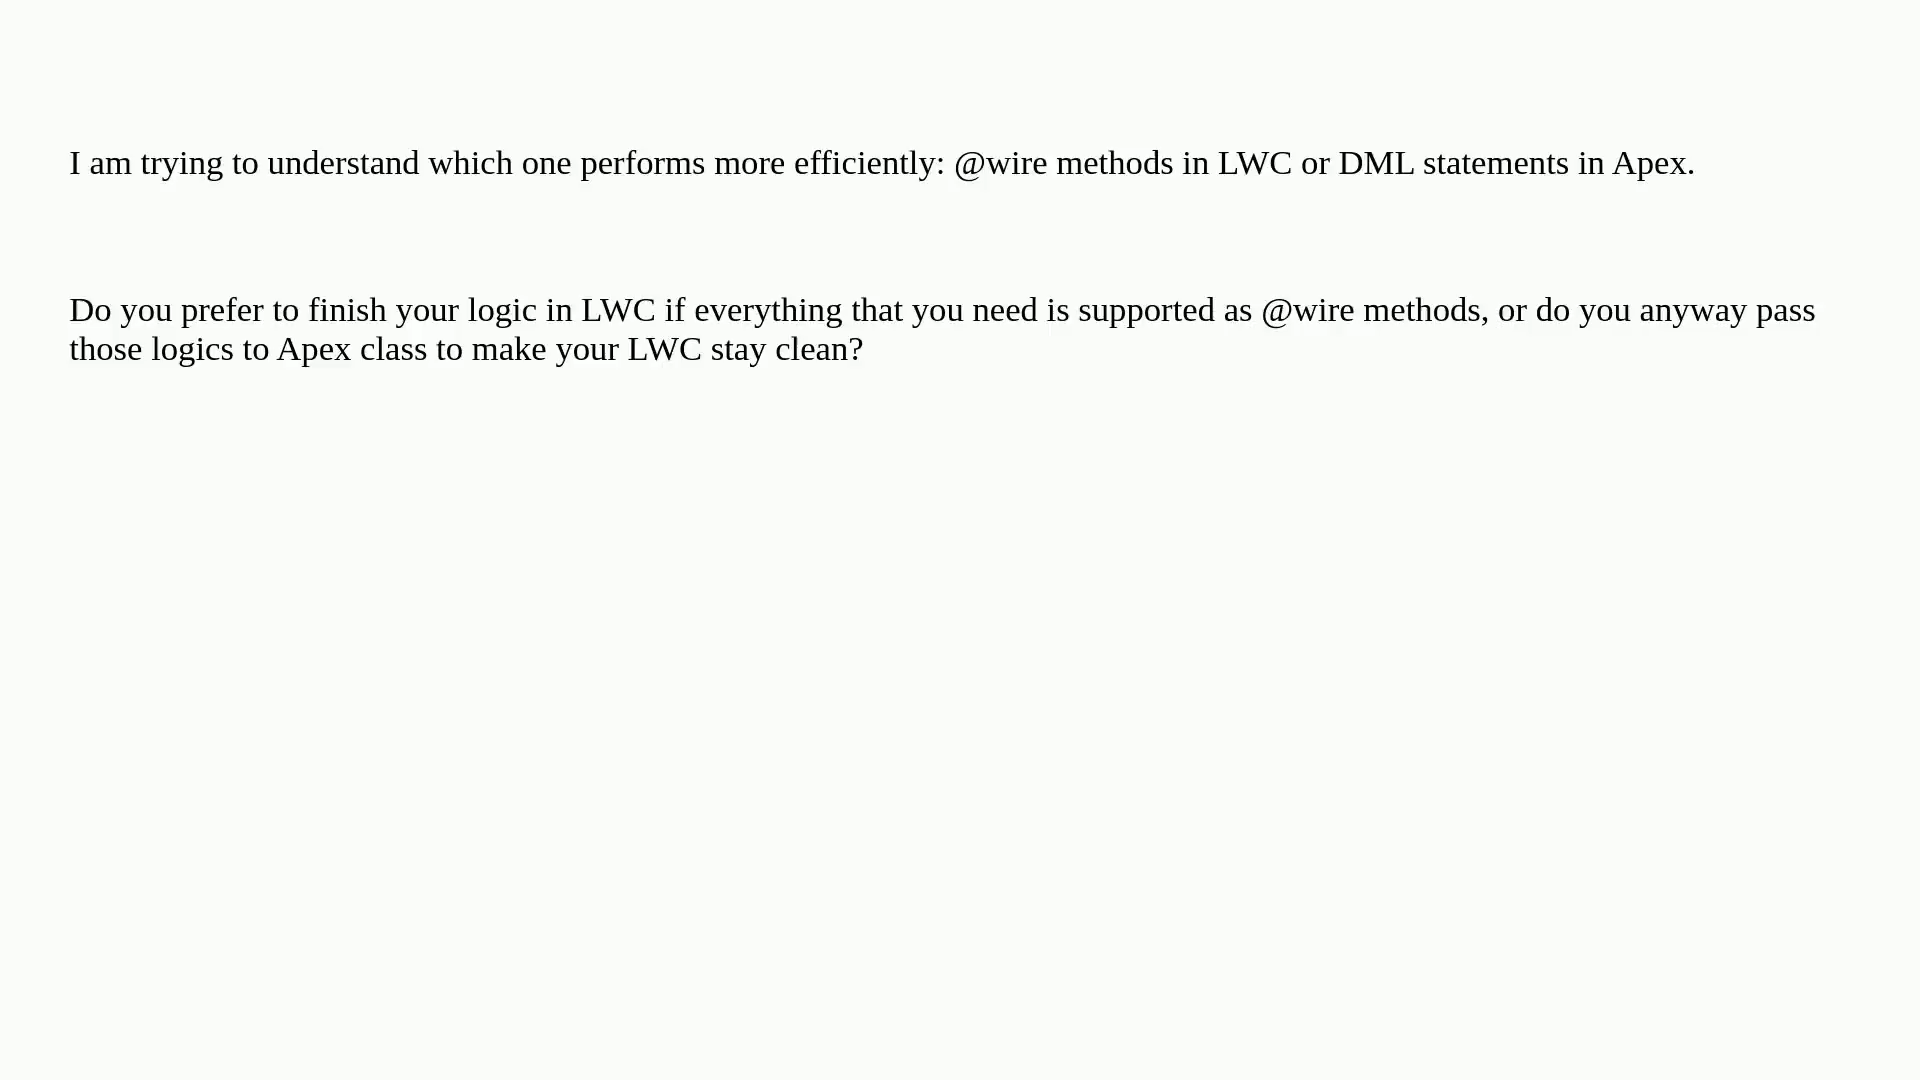 I am trying to understand which one performs more efficiently: @wire methods in LWC or DML statements in Apex.
Do you prefer to finish your logic in LWC if everything that you need is supported as @wire methods, or do you anyway pass
those logics to Apex class to make your LWC stay clean?